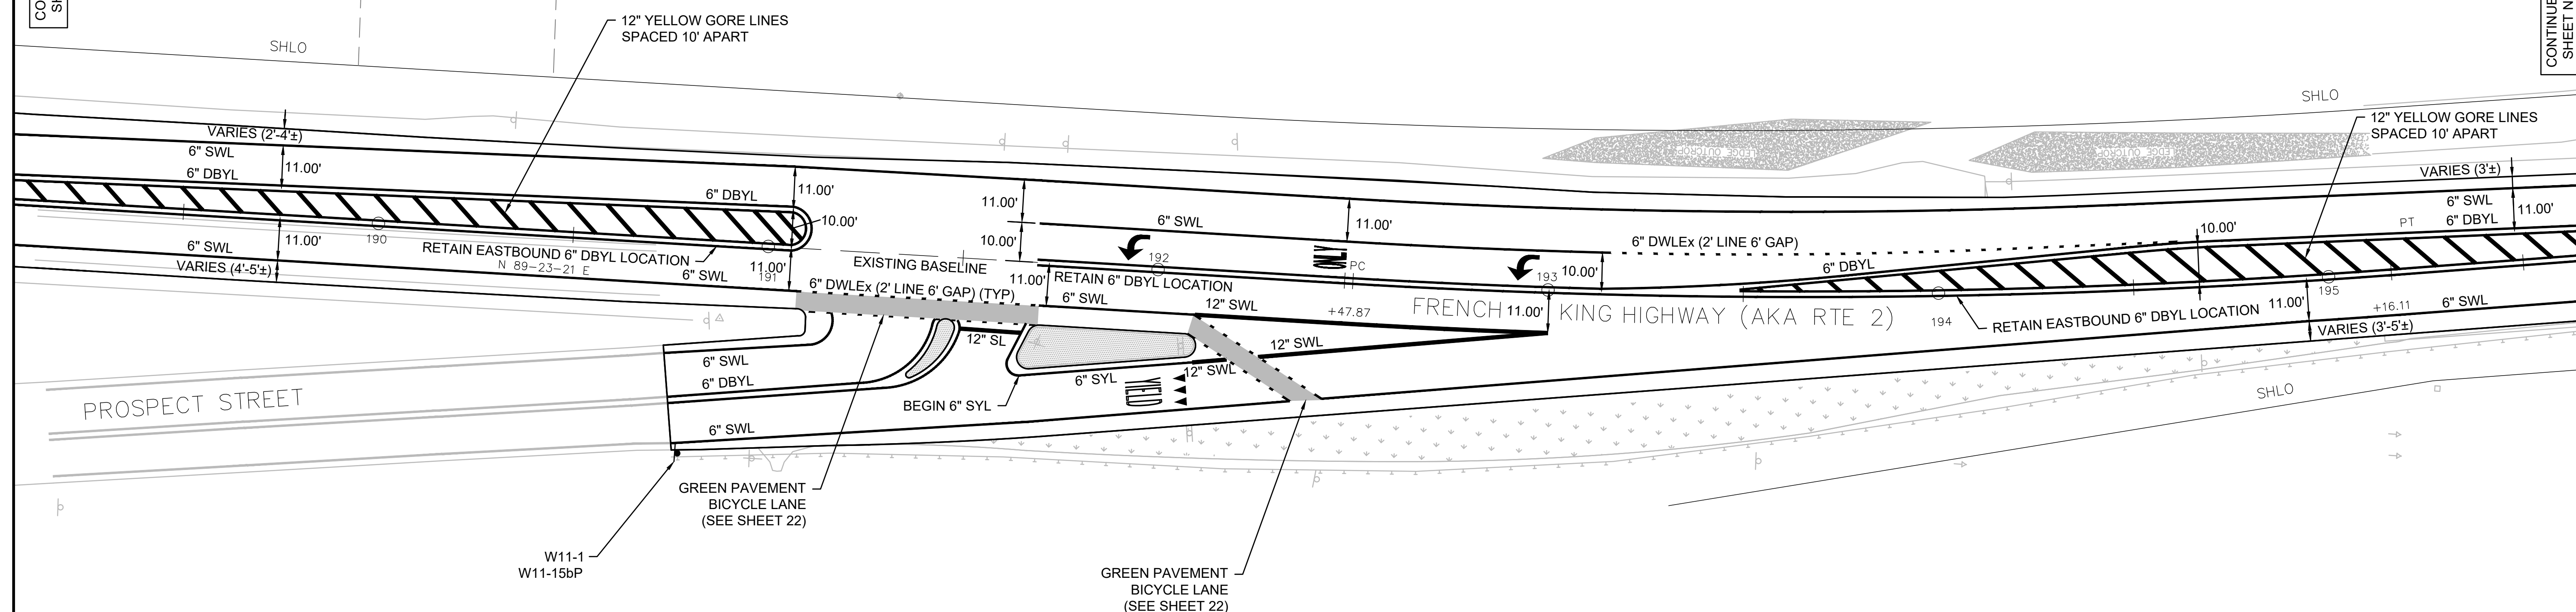 CO
SH
12" YELLOW GORE LINES
SPACED 10' APART
SHLO
CONTINUE
SHEET N
SHLO
12" YELLOW GORE LINES
SPACED 10' APART
VARIES (2'-4'±)
6" SWL
11.00'
6" DBYL
6" DBYL
11.00'
10.00'
11.00'
10.00'
6" SWL
11.00'
LEDGE OUTCROP
LEDGE OUTCROP
VARIES (3'±)
6" SWL
6" DBYL
11.00'
PT
10.00'
190
6" SWL
11.00'
VARIES (4'-5'±)
RETAIN EASTBOUND 6" DBYL LOCATION
N 89-23-21 E
6" SWL
191
11.00'
EXISTING BASELINE
6" DWLEx (2' LINE 6' GAP) (TYP)
11.00'
192
RETAIN 6" DBYL LOCATION
ONLY
PC
193
10.00'
6" DWLEx (2' LINE 6' GAP)
6" DBYL
6" SWL
12" SWL
+47.87
FRENCH
11.00'
KING HIGHWAY (AKA RTE 2)
194
RETAIN EASTBOUND 6" DBYL LOCATION
11.00'
195
+16.11
6" SWL
VARIES (3'-5'±)
12" SL
12" SWL
6" SWL
6" DBYL
6" SYL
12" SWL
BEGIN 6" SYL
PROSPECT STREET
6" SWL
SHLO
GREEN PAVEMENT
BICYCLE LANE
(SEE SHEET 22)
W11-1
W11-15bP
GREEN PAVEMENT
BICYCLE LANE
(SEE SHEET 22)